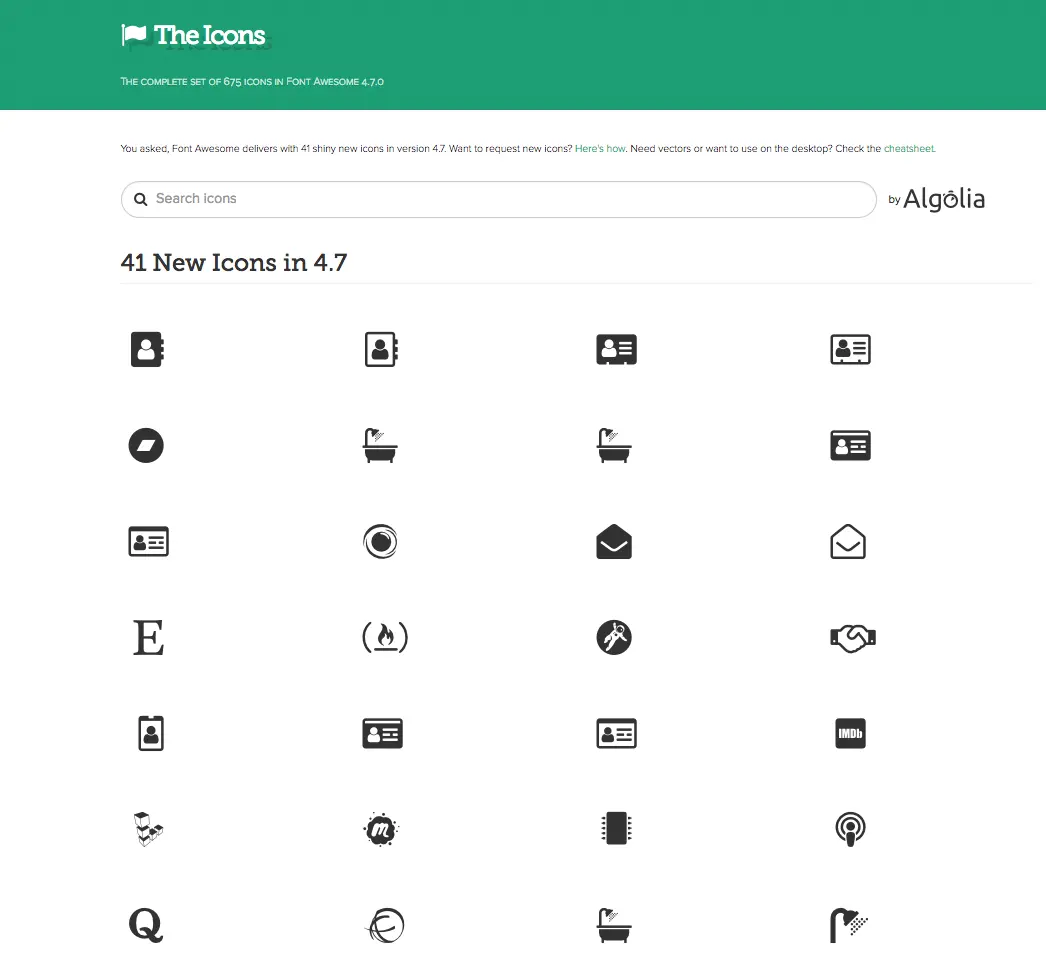 The Icons
The complete set of 675 icons in Font Awesome 4.7.0
You asked, Font Awesome delivers with 41 shiny new icons in version 4.7. Want to request new icons? Here's how. Need vectors or want to use on the desktop? Check the cheatsheet.
Search icons
by Algolia
41 New Icons in 4.7
E
IMDb
m
Q